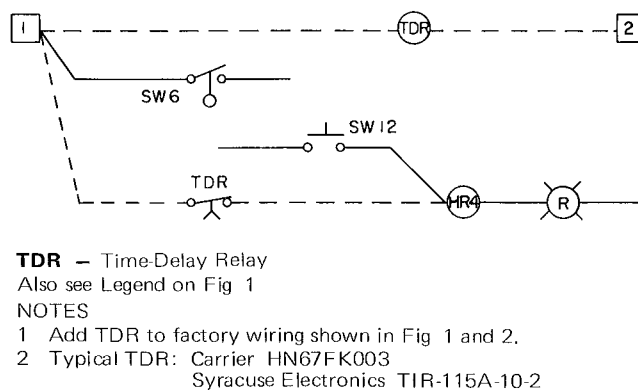 1 TDR 2
SW6
SW12
TDR
HR4 R
TDR – Time-Delay Relay
Also see Legend on Fig 1
NOTES
1 Add TDR to factory wiring shown in Fig 1 and 2.
2 Typical TDR: Carrier HN67FK003
Syracuse Electronics TIR-115A-10-2